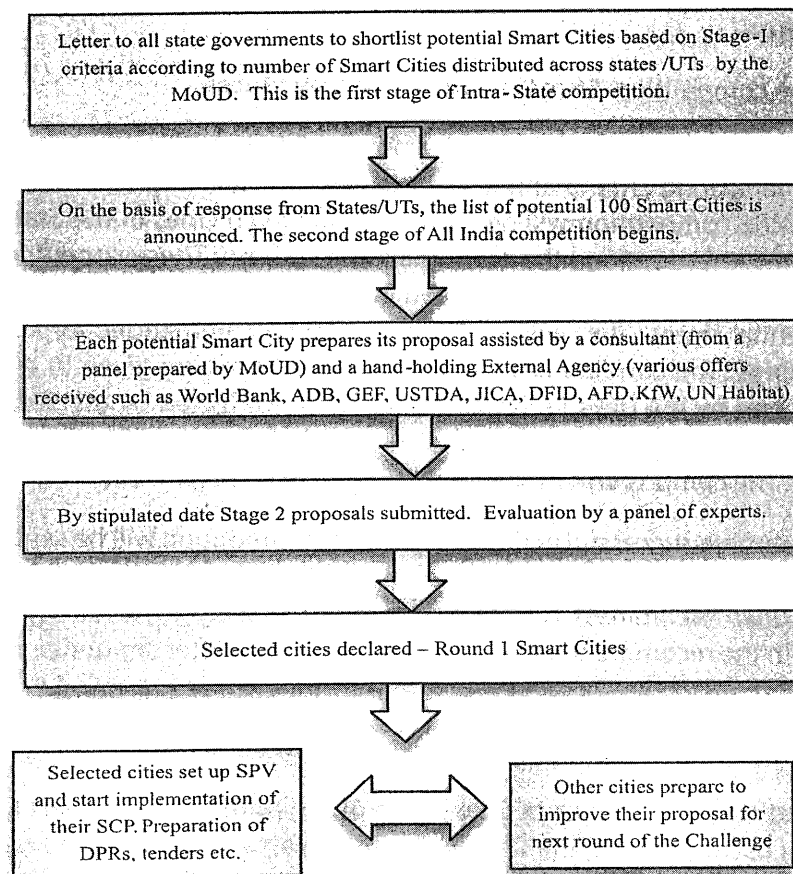 Letter to all state governments to shortlist potential Smart Cities based on Stage-I
criteria according to number of Smart Cities distributed across states /UTs by the
MoUD. This is the first stage of Intra-State competition.
On the basis of response from States/UTs, the list of potential 100 Smart Cities is
announced. The second stage of All India competition begins.
Each potential Smart City prepares its proposal assisted by a consultant (from a
panel prepared by MoUD) and a hand-holding External Agency (various offers
received such as World Bank, ADB, GEF, USTDA, JICA, DFID, AFD, KfW, UN Habitat)
By stipulated date Stage 2 proposals submitted. Evaluation by a panel of experts.
Selected cities declared – Round 1 Smart Cities
Selected cities set up SPV
and start implementation of
their SCP. Preparation of
DPRs, tenders etc.
Other cities prepare to
improve their proposal for
next round of the Challenge